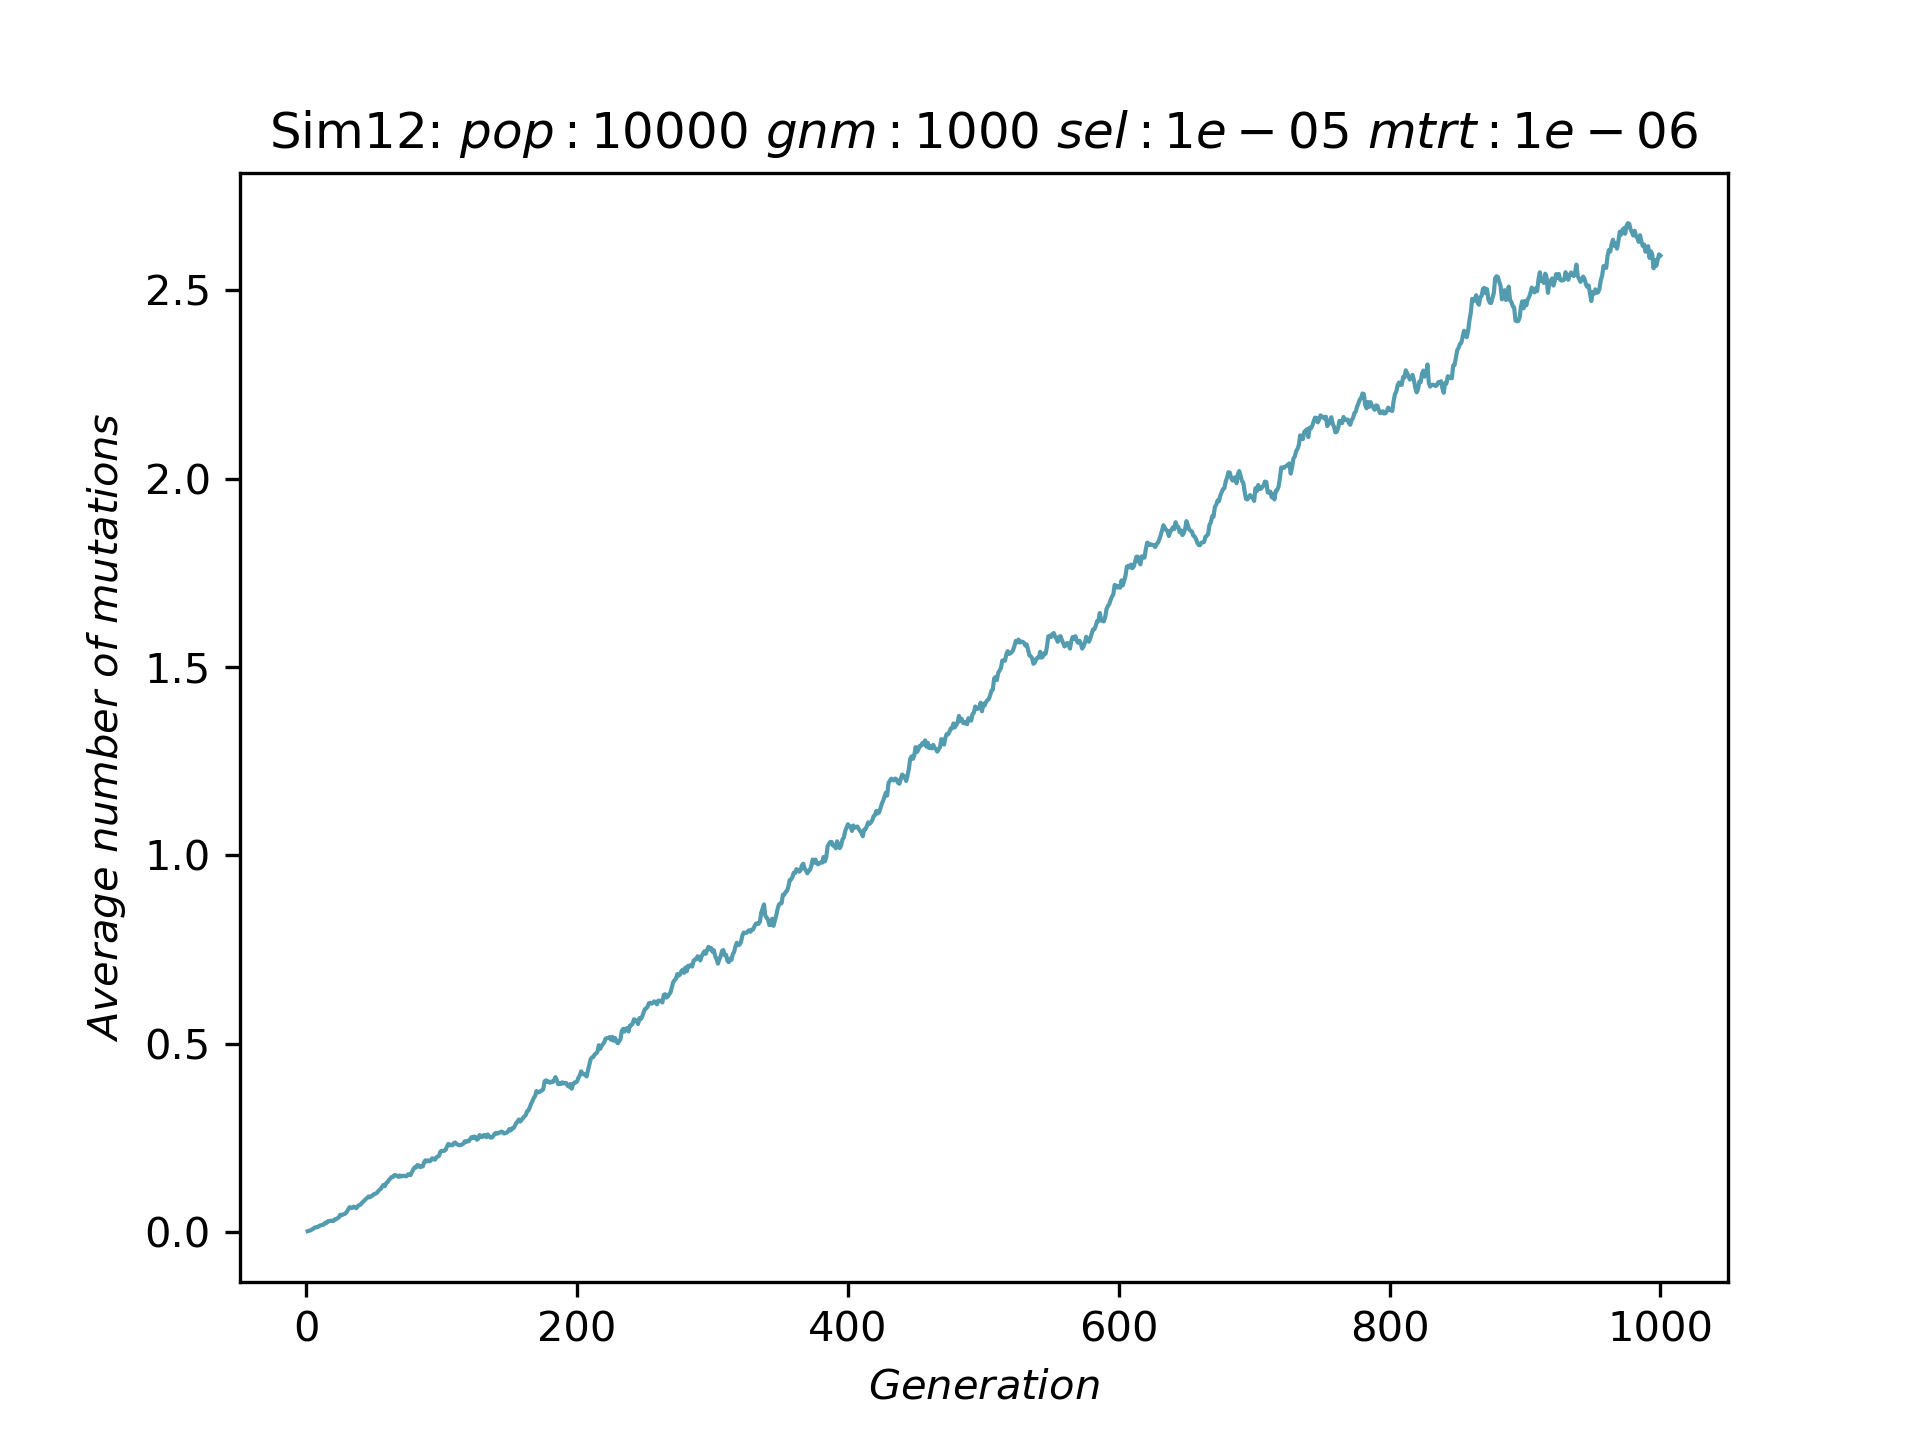 Sim12: pop : 10000 gnm : 1000 sel : 1e − 05 mtrt : 1e − 06
Average number of mutations
2.5
2.0
1.5
1.0
0.5
0.0
0 200 400 600 800 1000
Generation